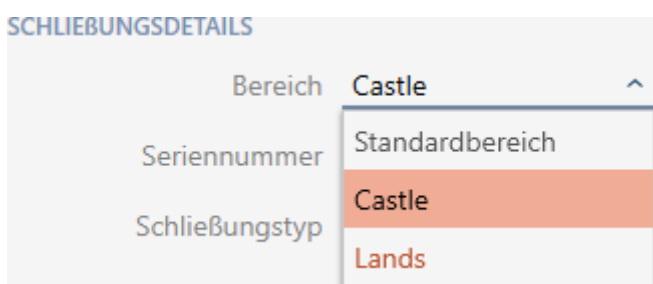 SCHLIEßUNGSDETAILS
Bereich Castle
Standardbereich
Seriennummer
Castle
Schließungstyp
Lands